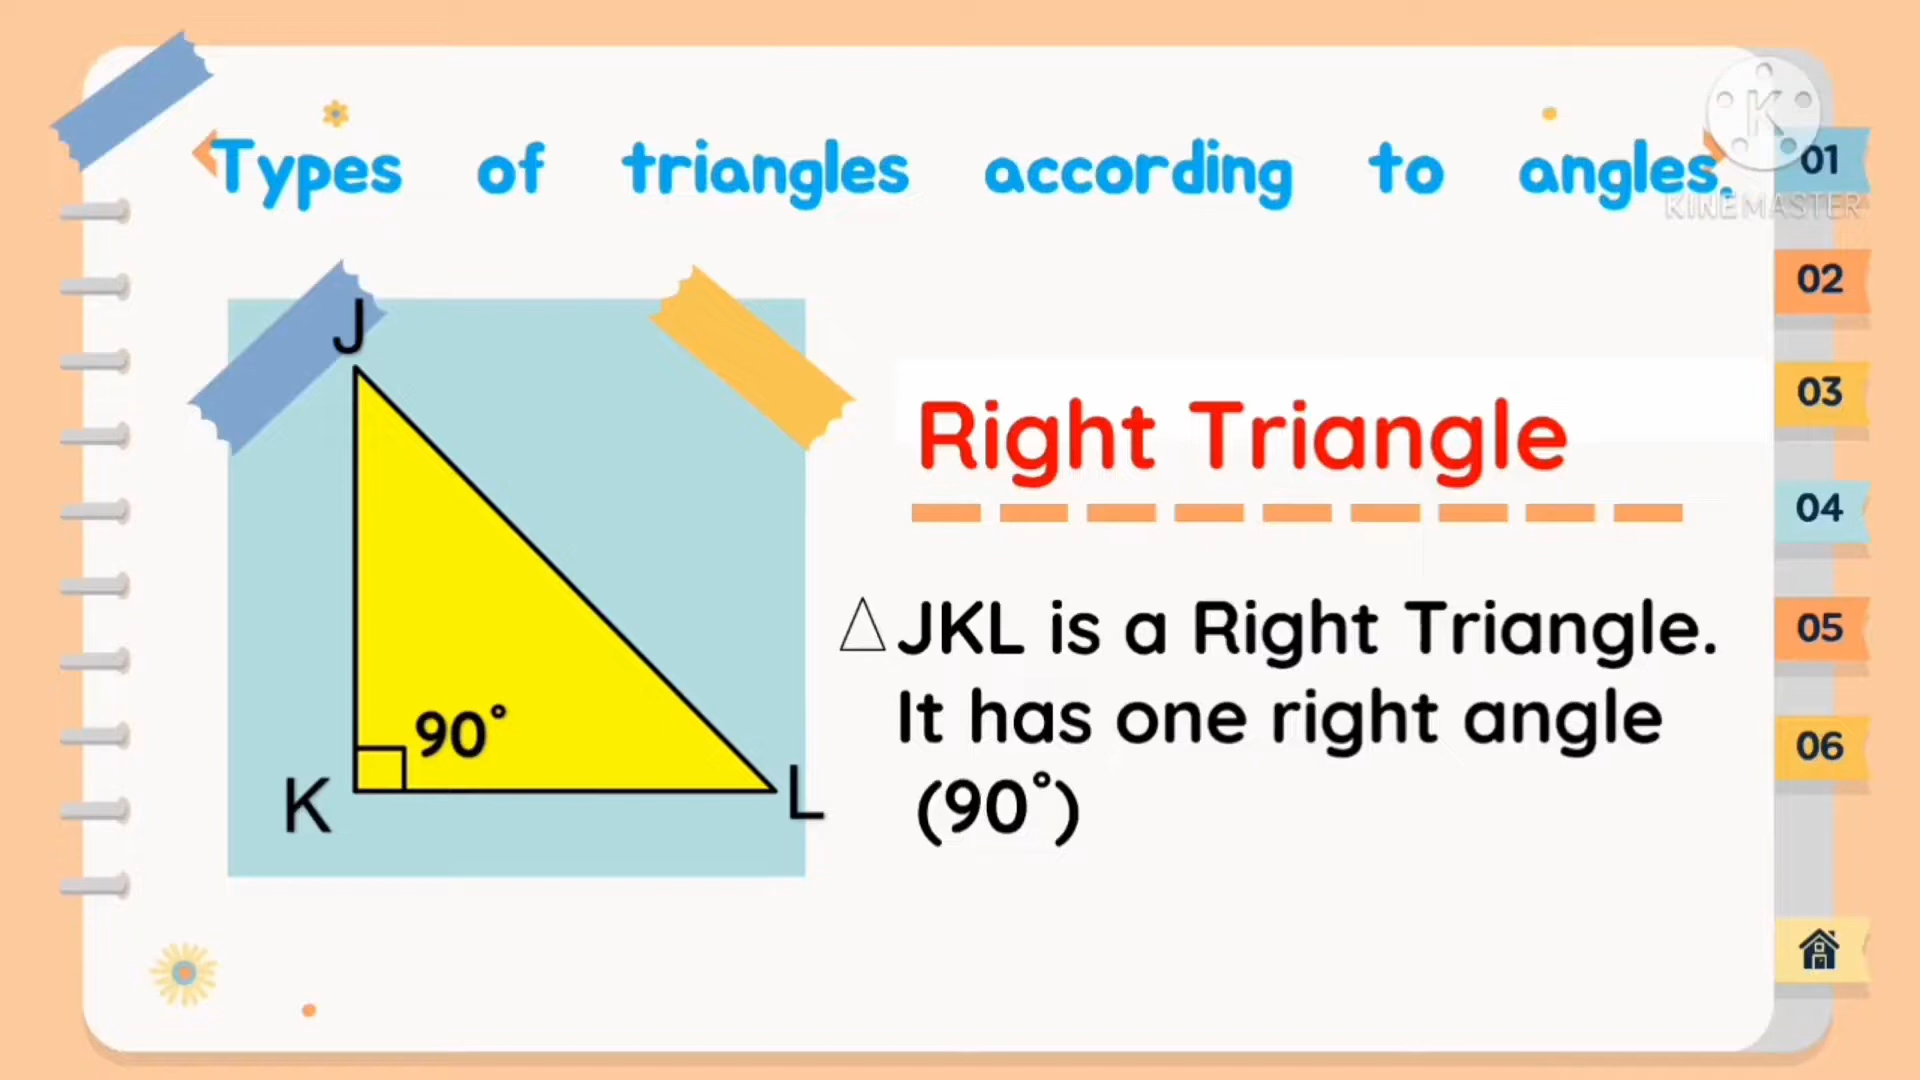 Types of triangles according to angles.
K
KINEMASTER
01
02
03
04
05
06
J
90°
K
L
Right Triangle
△JKL is a Right Triangle.
It has one right angle
(90°)